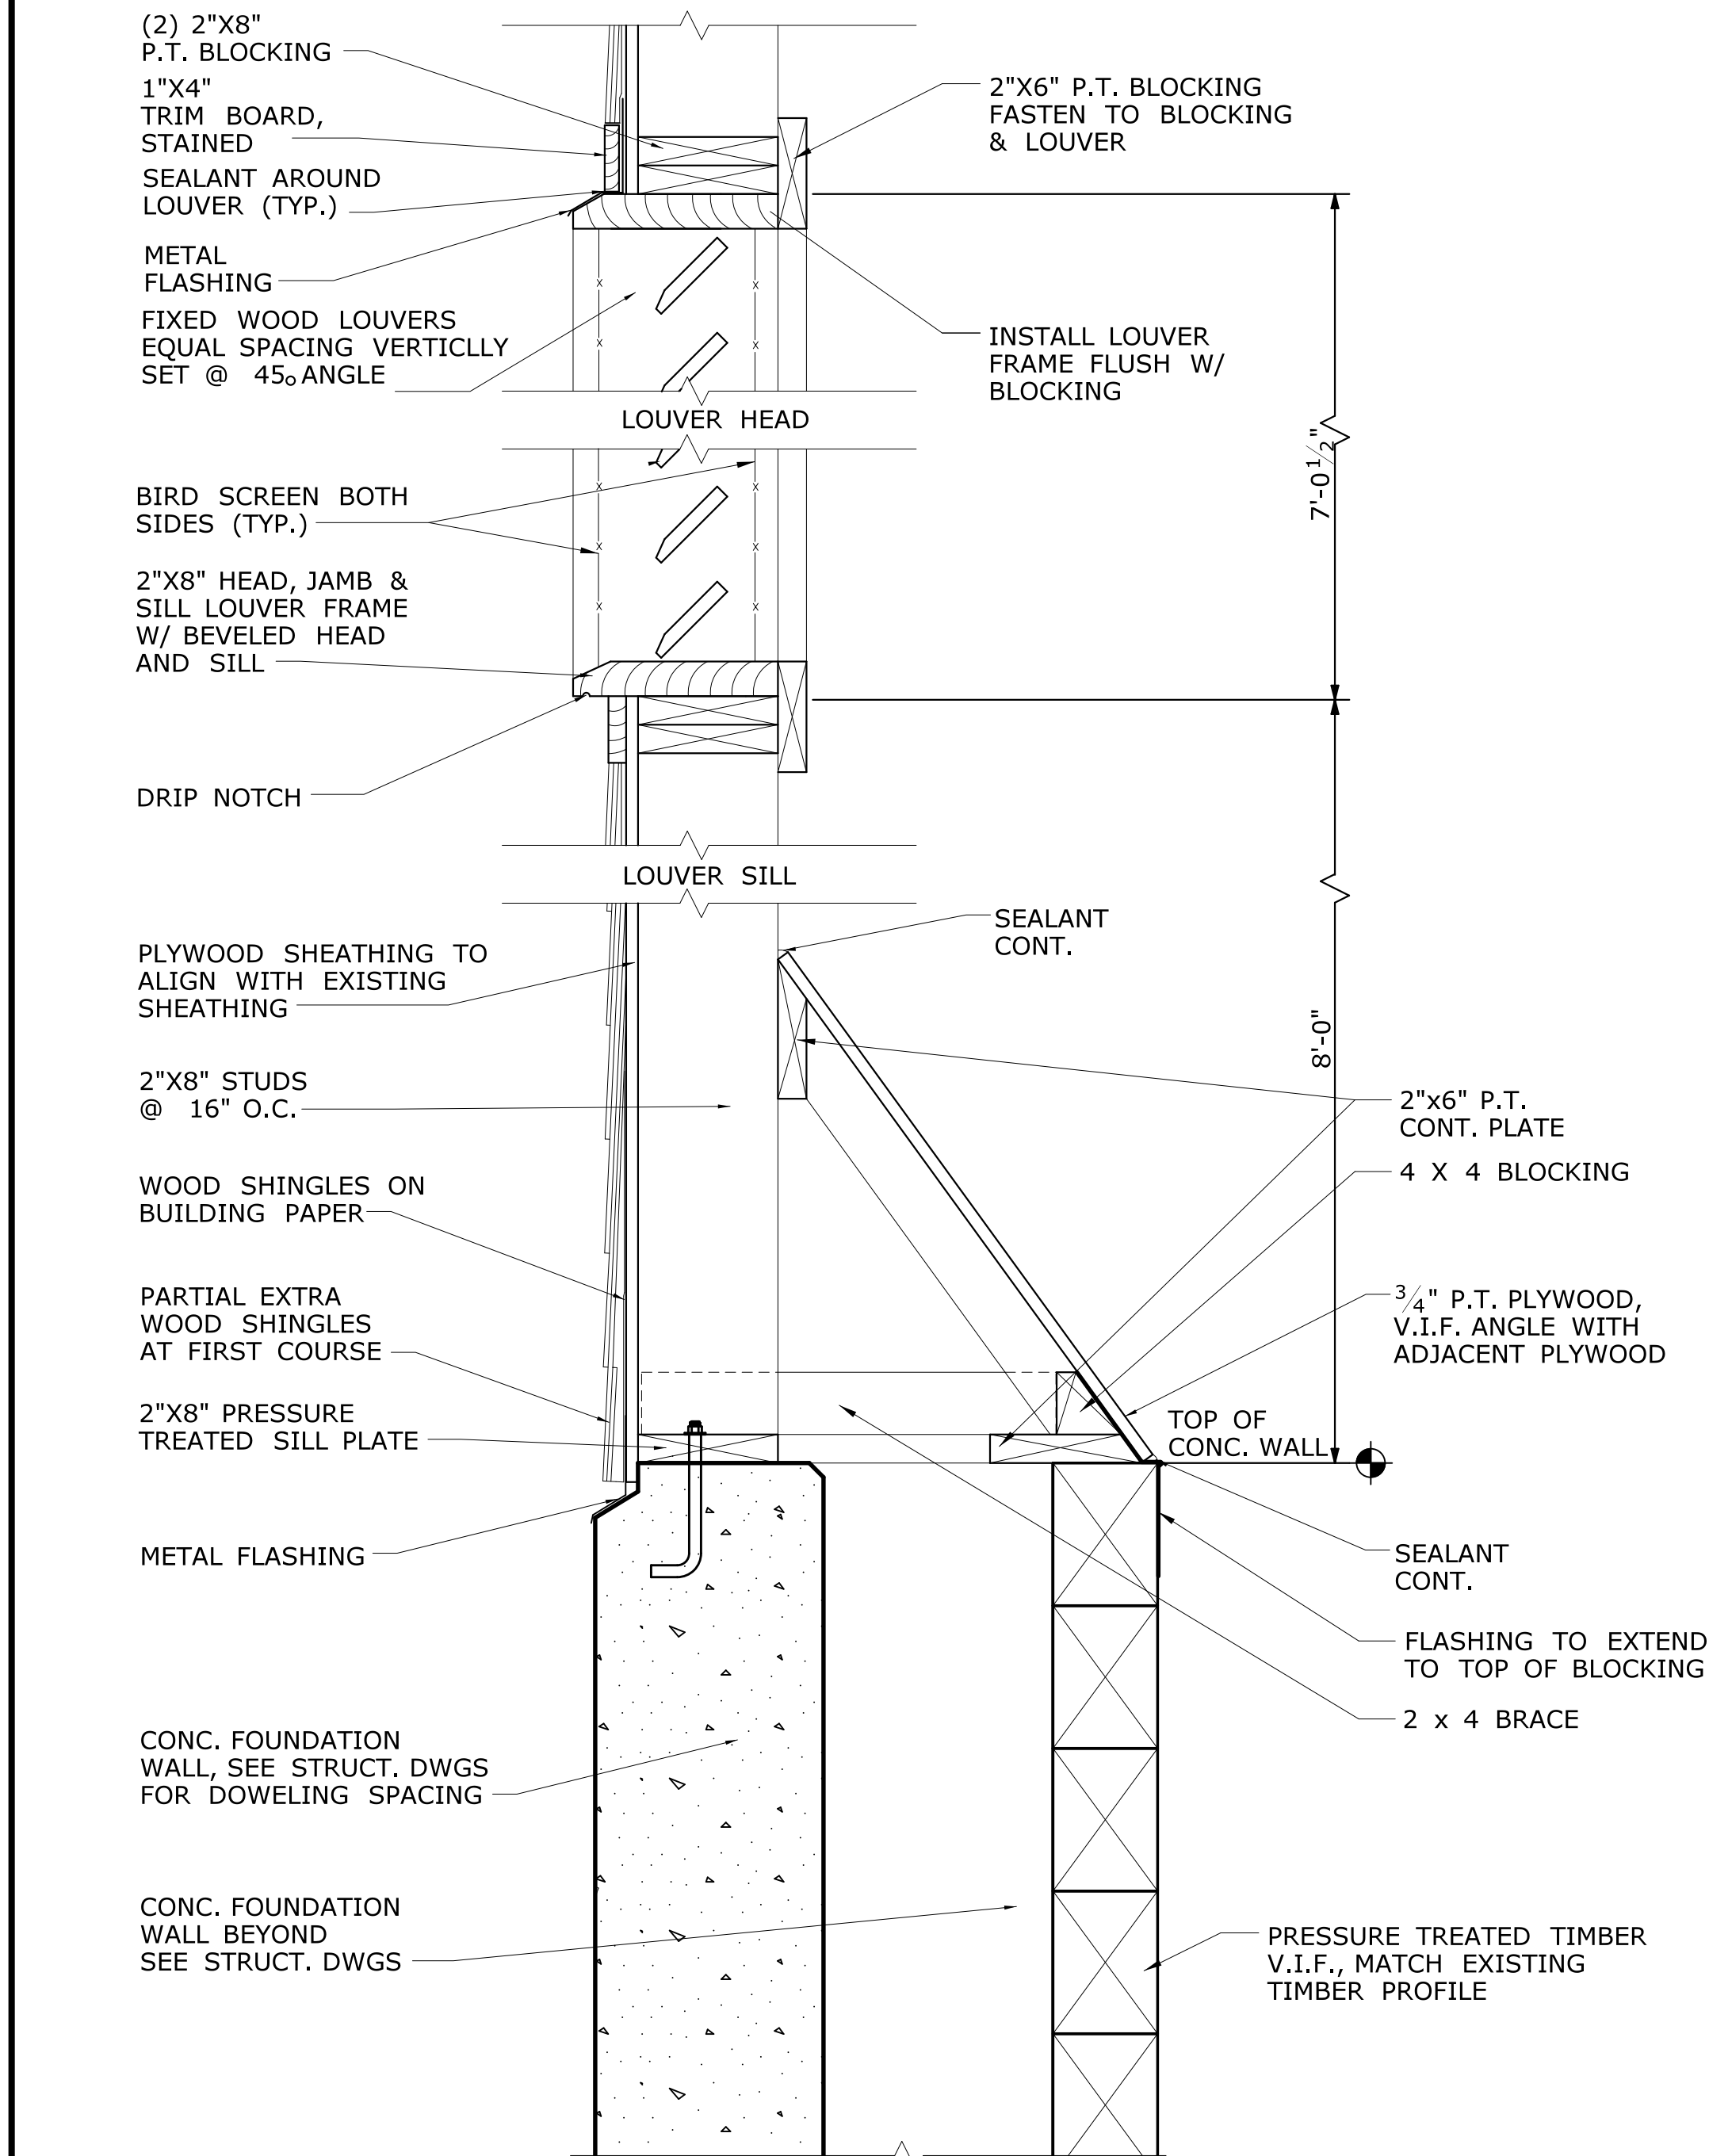 (2) 2"X8"
P.T. BLOCKING
1"X4"
TRIM BOARD,
STAINED
SEALANT AROUND
LOUVER (TYP.)
METAL
FLASHING
FIXED WOOD LOUVERS
EQUAL SPACING VERTICLLY
SET @ 45o ANGLE
2"X6" P.T. BLOCKING
FASTEN TO BLOCKING
& LOUVER
INSTALL LOUVER
FRAME FLUSH W/
BLOCKING
LOUVER HEAD
7'-0 1/2"
BIRD SCREEN BOTH
SIDES (TYP.)
2"X8" HEAD, JAMB &
SILL LOUVER FRAME
W/ BEVELED HEAD
AND SILL
DRIP NOTCH
LOUVER SILL
PLYWOOD SHEATHING TO
ALIGN WITH EXISTING
SHEATHING
2"X8" STUDS
@ 16" O.C.
WOOD SHINGLES ON
BUILDING PAPER
PARTIAL EXTRA
WOOD SHINGLES
AT FIRST COURSE
2"X8" PRESSURE
TREATED SILL PLATE
METAL FLASHING
CONC. FOUNDATION
WALL, SEE STRUCT. DWGS
FOR DOWELING SPACING
CONC. FOUNDATION
WALL BEYOND
SEE STRUCT. DWGS
SEALANT
CONT.
8'-0"
2"x6" P.T.
CONT. PLATE
4 X 4 BLOCKING
3/4" P.T. PLYWOOD,
V.I.F. ANGLE WITH
ADJACENT PLYWOOD
TOP OF
CONC. WALL
SEALANT
CONT.
FLASHING TO EXTEND
TO TOP OF BLOCKING
2 x 4 BRACE
PRESSURE TREATED TIMBER
V.I.F., MATCH EXISTING
TIMBER PROFILE